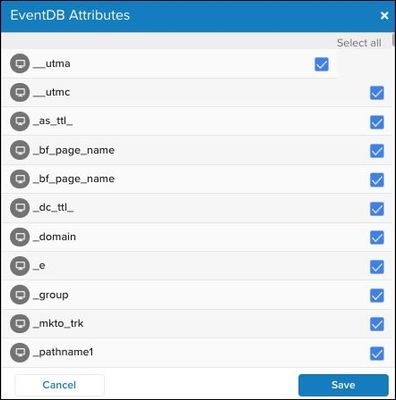 EventDB Attributes
Select all
__utma
__utmc
_as_ttl_
_bf_page_name
_bf_page_name
_dc_ttl_
_domain
_e
_group
_mkto_trk
_pathname1
Cancel Save